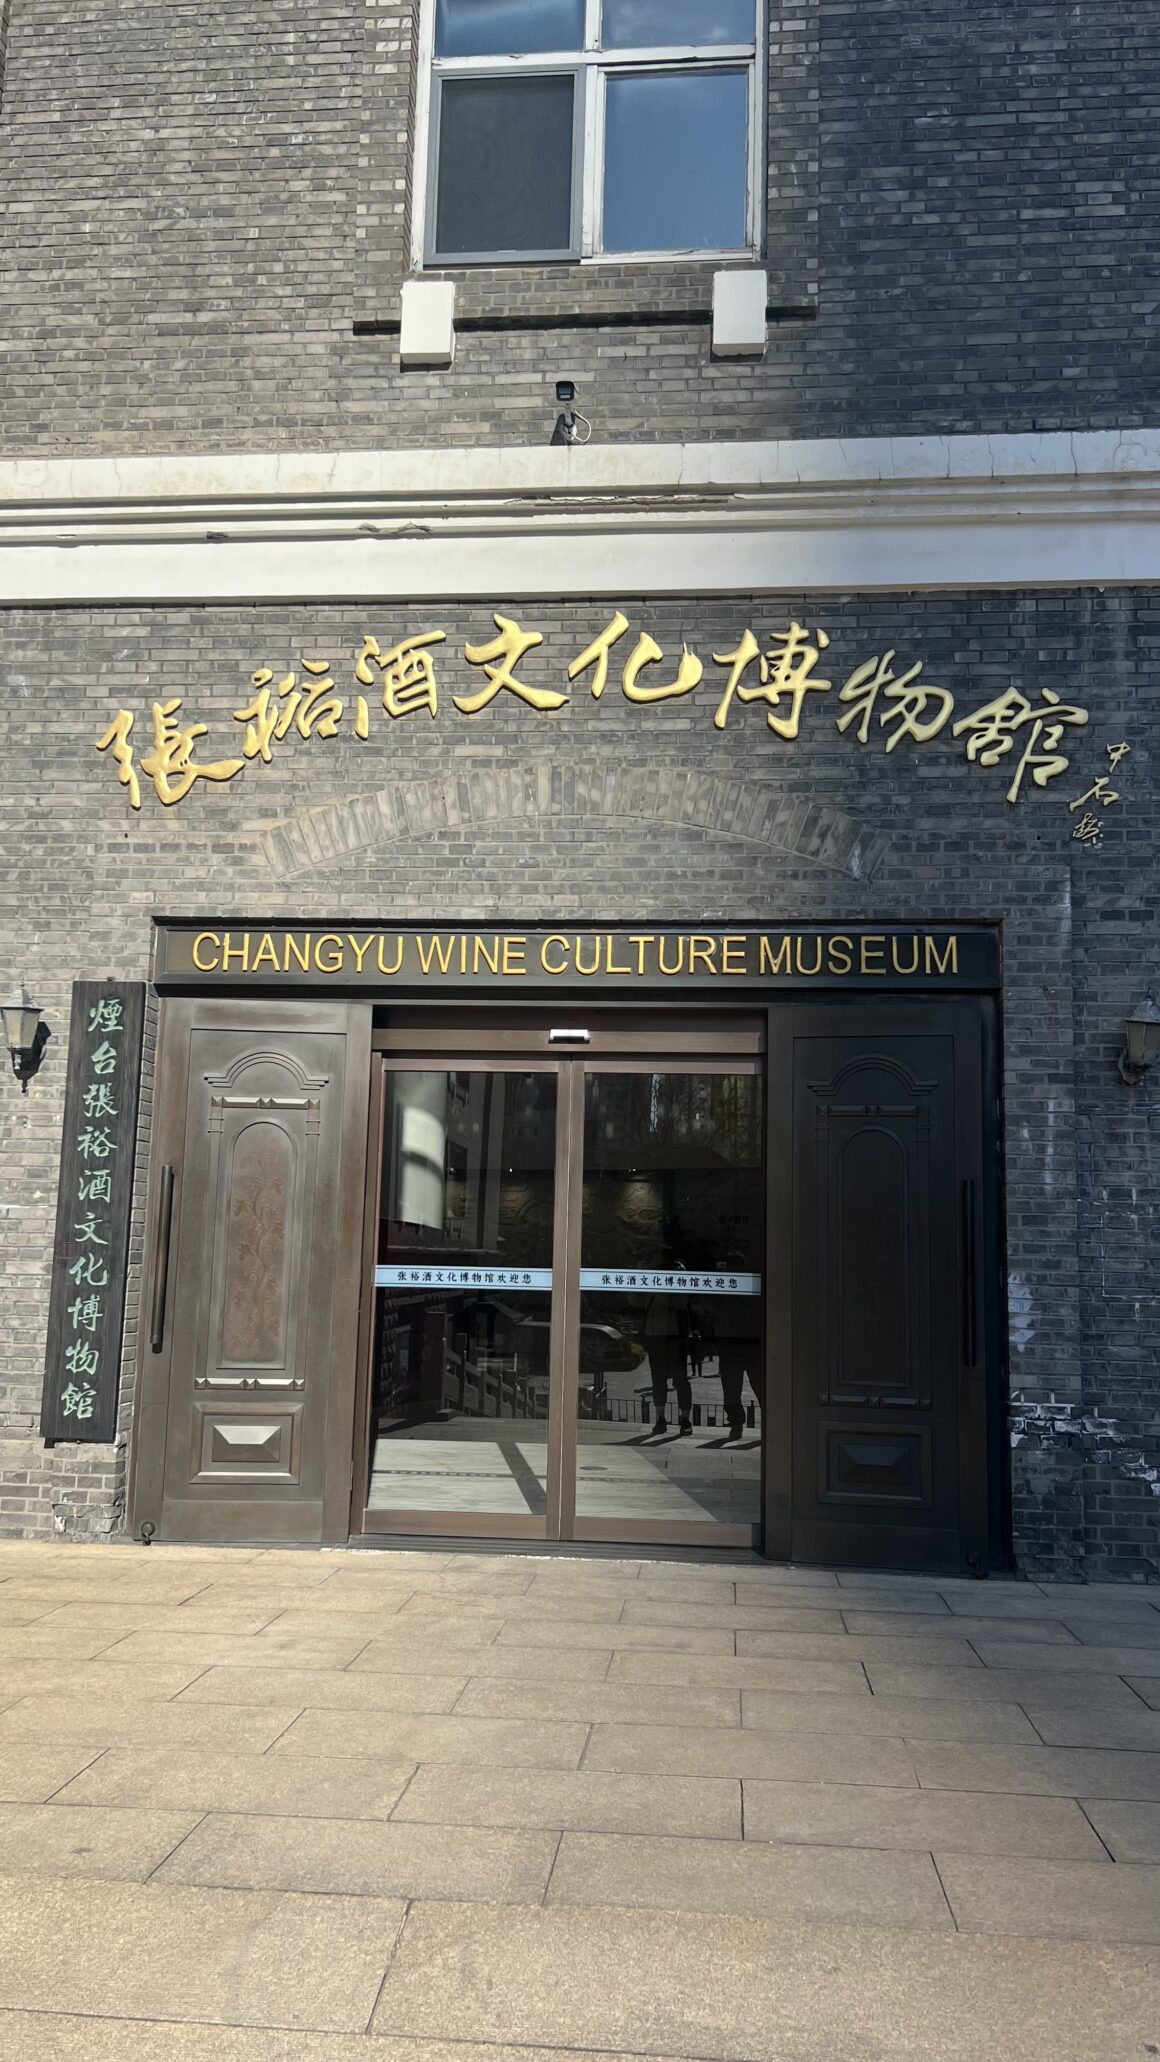 張裕酒文化博物舘
中石題
CHANGYU WINE CULTURE MUSEUM
煙台張裕酒文化博物館
张裕酒文化博物馆欢迎您
张裕酒文化博物馆欢迎您